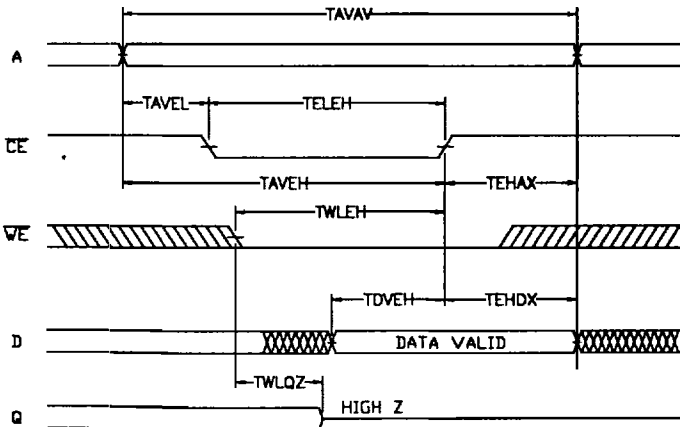 TAVAV
A
TAVEL TELEH
CE
TAVEH TEHAX
TWLEH
WE
TDVEH TEHDX
D DATA VALID
TWLQZ
HIGH Z
Q